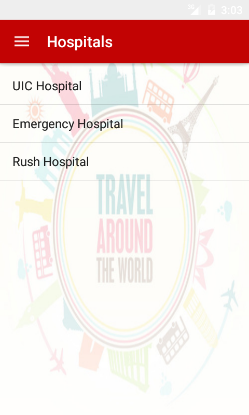 3:03
Hospitals
UIC Hospital
Emergency Hospital
Rush Hospital
TRAVEL
AROUND
THE WORLD